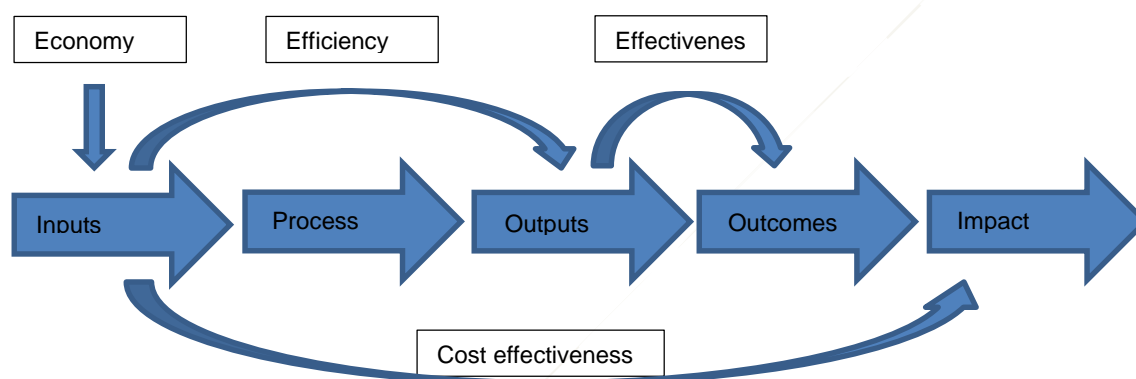 Economy
Efficiency
Effectivenes
Inputs
Process
Outputs
Outcomes
Impact
Cost effectiveness